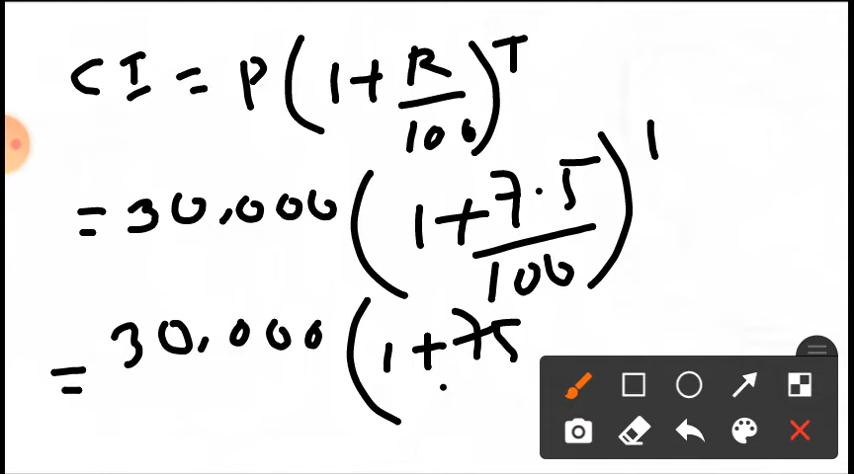 CI = P(1+R/100)^T
= 30,000(1+7.5/100)^1
= 30,000(1+75